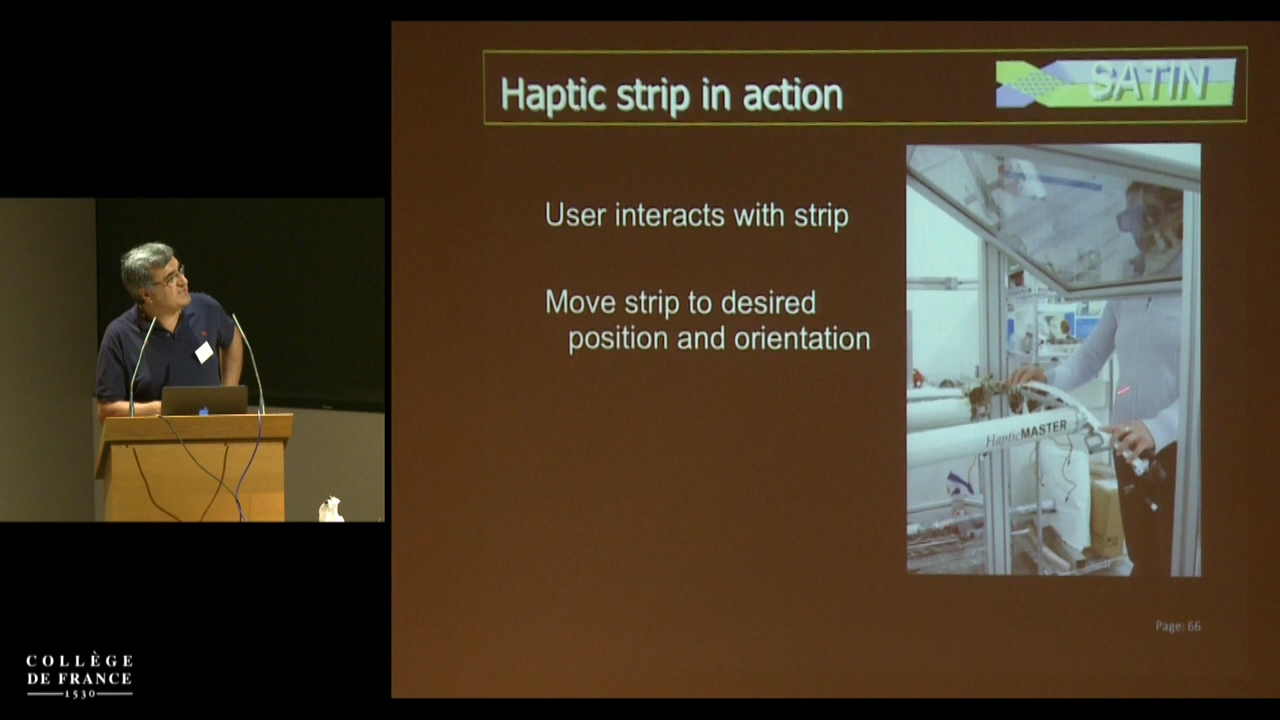 Haptic strip in action
SATIN
User interacts with strip
Move strip to desired
position and orientation
HapticMASTER
Page: 66
COLLÈGE
DE FRANCE
1530